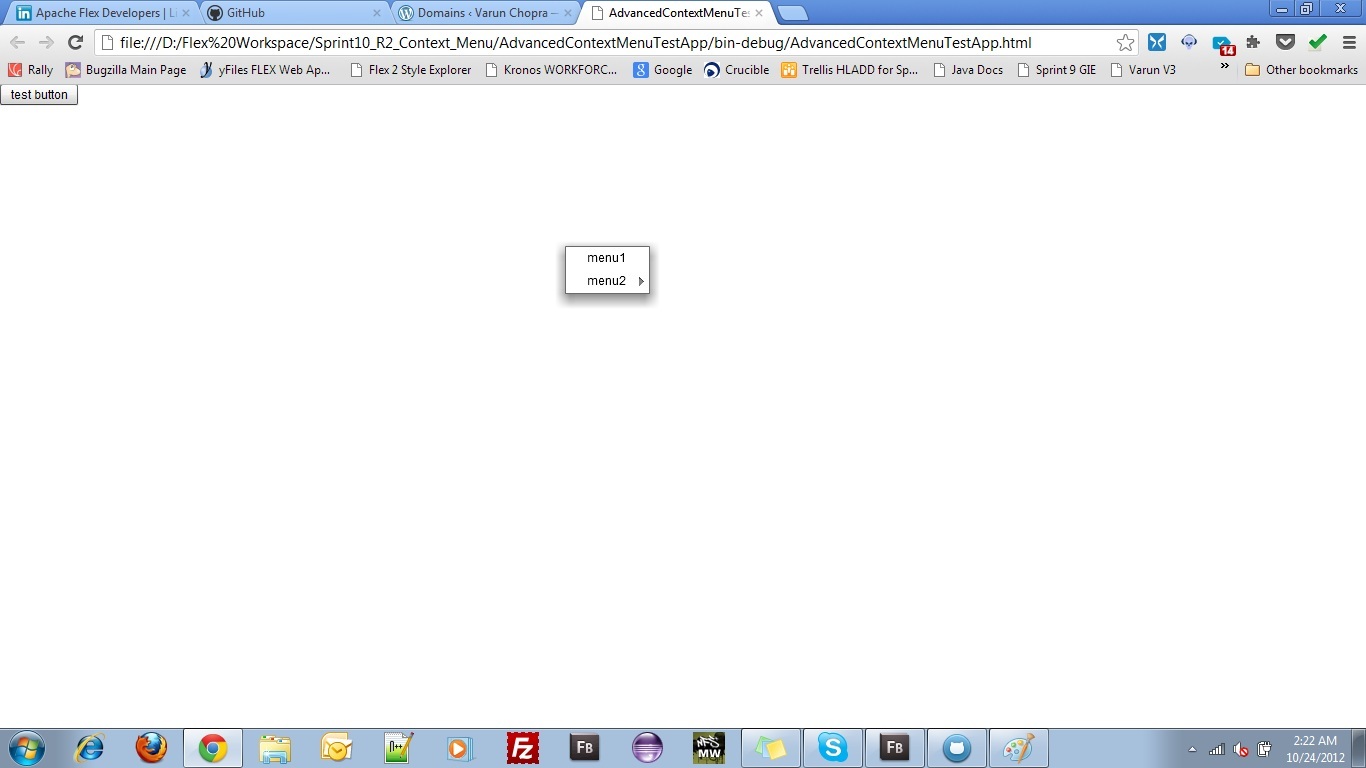 Apache Flex Developers | Li
GitHub
Domains ‹ Varun Chopra —
AdvancedContextMenuTes
file:///D:/Flex%20Workspace/Sprint10_R2_Context_Menu/AdvancedContextMenuTestApp/bin-debug/AdvancedContextMenuTestApp.html
14
Rally
Bugzilla Main Page
yFiles FLEX Web Ap...
Flex 2 Style Explorer
Kronos WORKFORC...
Google
Crucible
Trellis HLADD for Sp...
Java Docs
Sprint 9 GIE
Varun V3
Other bookmarks
test button
menu1
menu2
FB
MW
FB
2:22 AM
10/24/2012